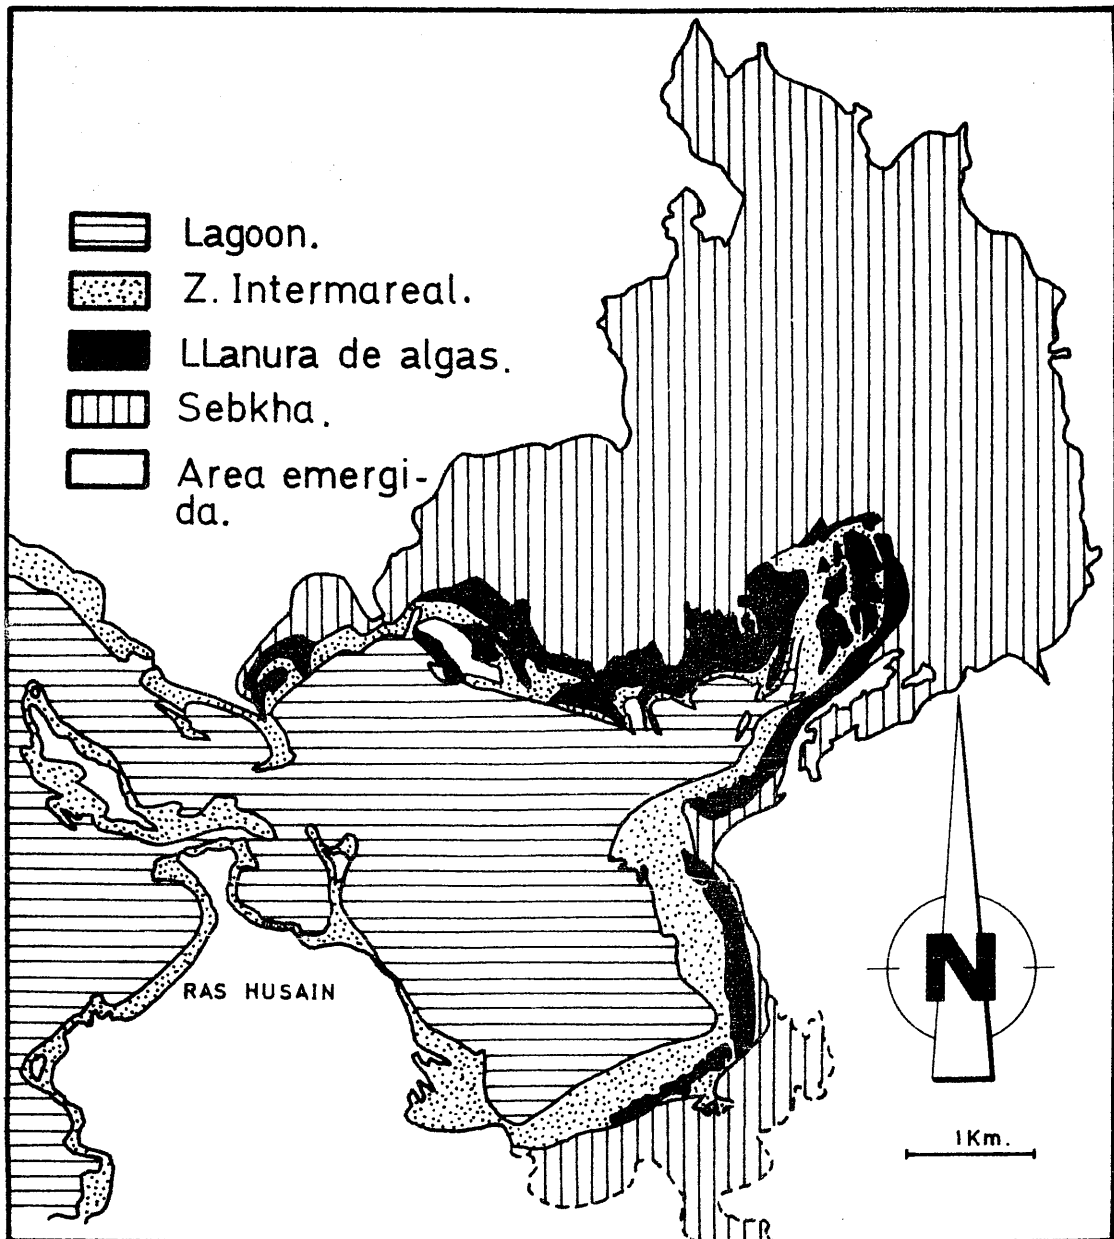 Lagoon.
Z. Intermareal.
LLanura de algas.
Sebkha.
Area emergi-
da.
RAS HUSAIN
N
1Km.